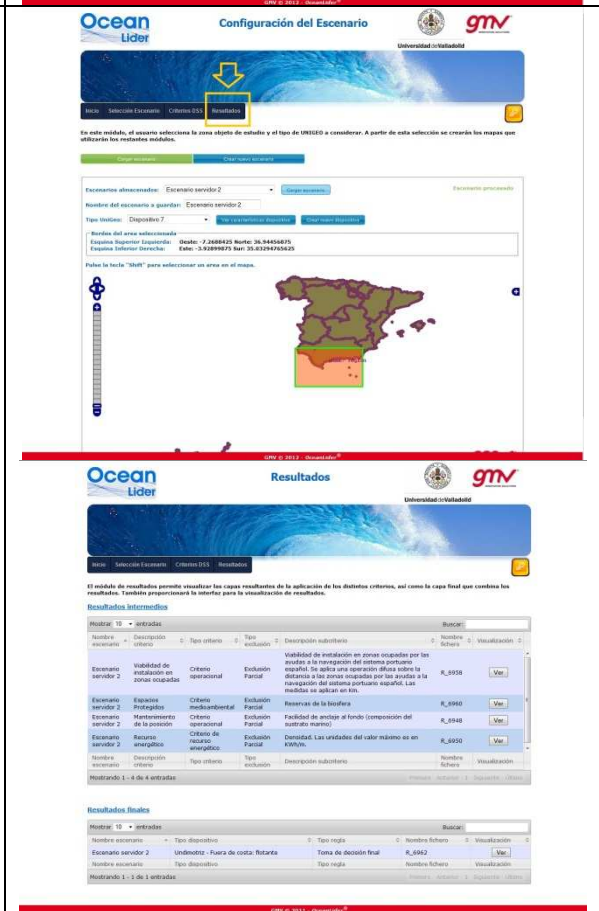 GMV © 2012 - OceanLider®
Ocean
Lider
Configuración del Escenario
gmv
Universidad de Valladolid
Inicio Selección Escenario Criterios DSS Resultados
En este módulo, el usuario selecciona la zona objeto de estudio y el tipo de UNIGEO a considerar. A partir de esta selección se crearán los mapas que
utilizarán los restantes módulos.
Cargar escenario Crear nuevo escenario
Escenarios almacenados: Escenario servidor 2 Cargar escenario Escenario procesado
Nombre del escenario a guardar: Escenario servidor 2
Tipo UniGeo: Dispositivo 7 Ver características dispositivo Crear nuevo dispositivo
Bordes del area seleccionada
Esquina Superior Izquierda: Oeste: -7.2688425 Norte: 36.94456875
Esquina Inferior Derecha: Este: -3.92899875 Sur: 35.03294765625
Pulse la tecla "Shift" para seleccionar un area en el mapa.
GMV © 2012 - OceanLider®
Ocean
Lider
Resultados
gmv
Universidad de Valladolid
Inicio Selección Escenario Criterios DSS Resultados
El módulo de resultados permite visualizar las capas resultantes de la aplicación de los distintos criterios, así como la capa final que combina los
resultados. También proporcionará la interfaz para la visualización de resultados.
Resultados intermedios
Mostrar 10 entradas Buscar:
Nombre escenario Descripción criterio Tipo criterio Tipo exclusión Descripción subcriterio Nombre fichero Visualización
Escenario servidor 2 Viabilidad de instalación en zonas ocupadas Criterio operacional Exclusión Parcial Viabilidad de instalación en zonas ocupadas por las ayudas a la navegación del sistema portuario español. Se aplica una operación difusa sobre la distancia a las zonas ocupadas por las ayudas a la navegación del sistema portuario español. Las medidas se aplican en Km. R_6958 Ver
Escenario servidor 2 Espacios Protegidos Criterio medioambiental Exclusión Parcial Reservas de la biosfera R_6960 Ver
Escenario servidor 2 Mantenimiento de la posición Criterio operacional Exclusión Parcial Facilidad de anclaje al fondo (composición del sustrato marino) R_6948 Ver
Escenario servidor 2 Recurso energético Criterio de recurso energético Exclusión Parcial Densidad. Las unidades del valor máximo es en KWh/m. R_6950 Ver
Nombre escenario Descripción criterio Tipo criterio Tipo exclusión Descripción subcriterio Nombre fichero Visualización
Mostrando 1 - 4 de 4 entradas Primero Anterior 1 Siguiente Último
Resultados finales
Mostrar 10 entradas Buscar:
Nombre escenario Tipo dispositivo Tipo regla Nombre fichero Visualización
Escenario servidor 2 Undimotriz - Fuera de costa: flotante Toma de decisión final R_6962 Ver
Nombre escenario Tipo dispositivo Tipo regla Nombre fichero Visualización
Mostrando 1 - 1 de 1 entradas Primero Anterior 1 Siguiente Último
GMV © 2011 - OceanLider®